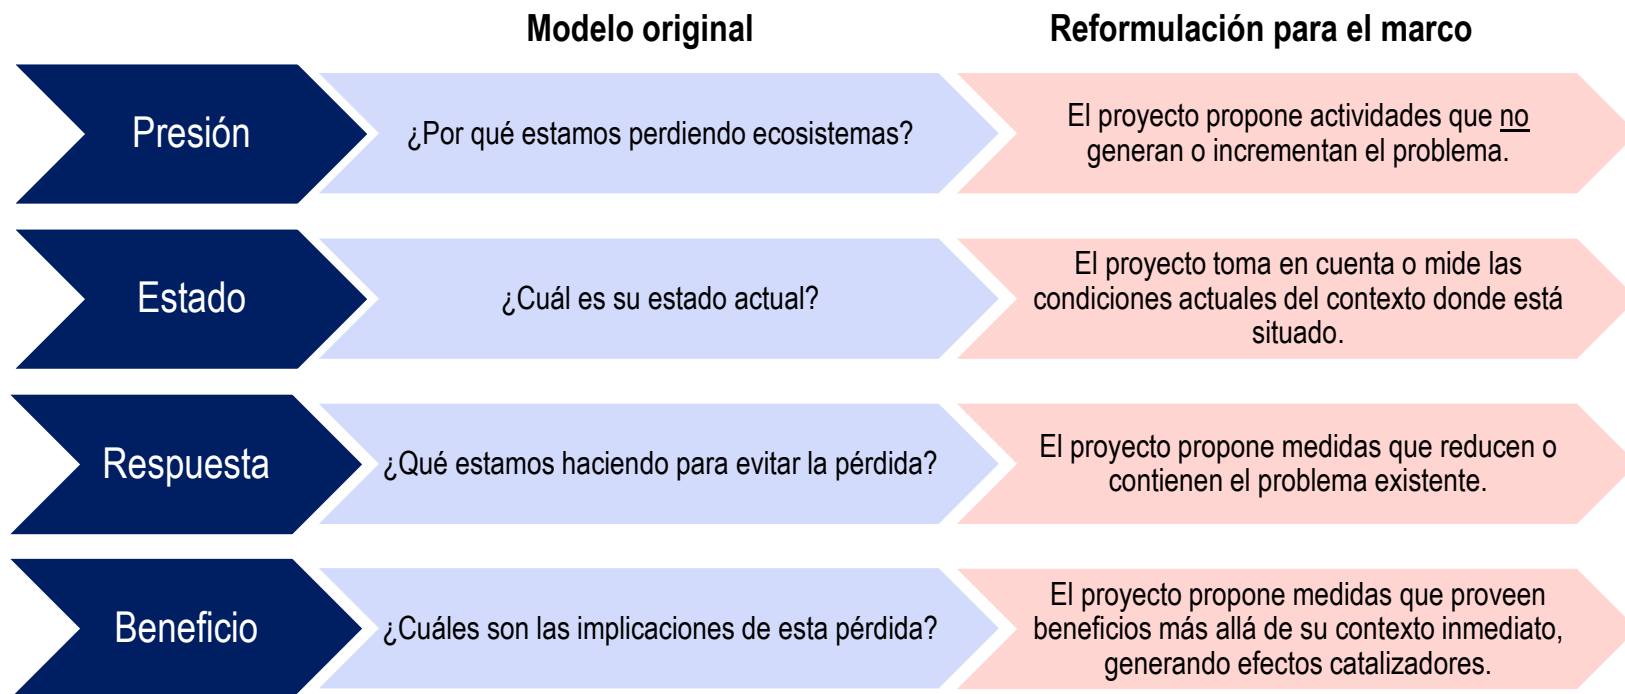 Modelo original
Reformulación para el marco
Presión
¿Por qué estamos perdiendo ecosistemas?
El proyecto propone actividades que no
generan o incrementan el problema.
Estado
¿Cuál es su estado actual?
El proyecto toma en cuenta o mide las
condiciones actuales del contexto donde está
situado.
Respuesta
¿Qué estamos haciendo para evitar la pérdida?
El proyecto propone medidas que reducen o
contienen el problema existente.
Beneficio
¿Cuáles son las implicaciones de esta pérdida?
El proyecto propone medidas que proveen
beneficios más allá de su contexto inmediato,
generando efectos catalizadores.